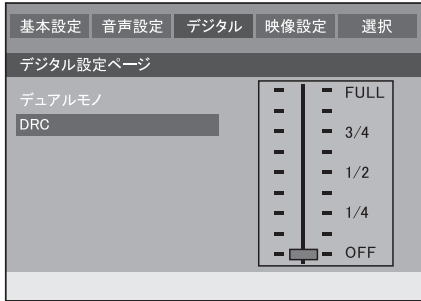 基本設定 音声設定 デジタル 映像設定 選択
デジタル設定ページ
デュアルモノ
DRC
FULL
3/4
1/2
1/4
OFF